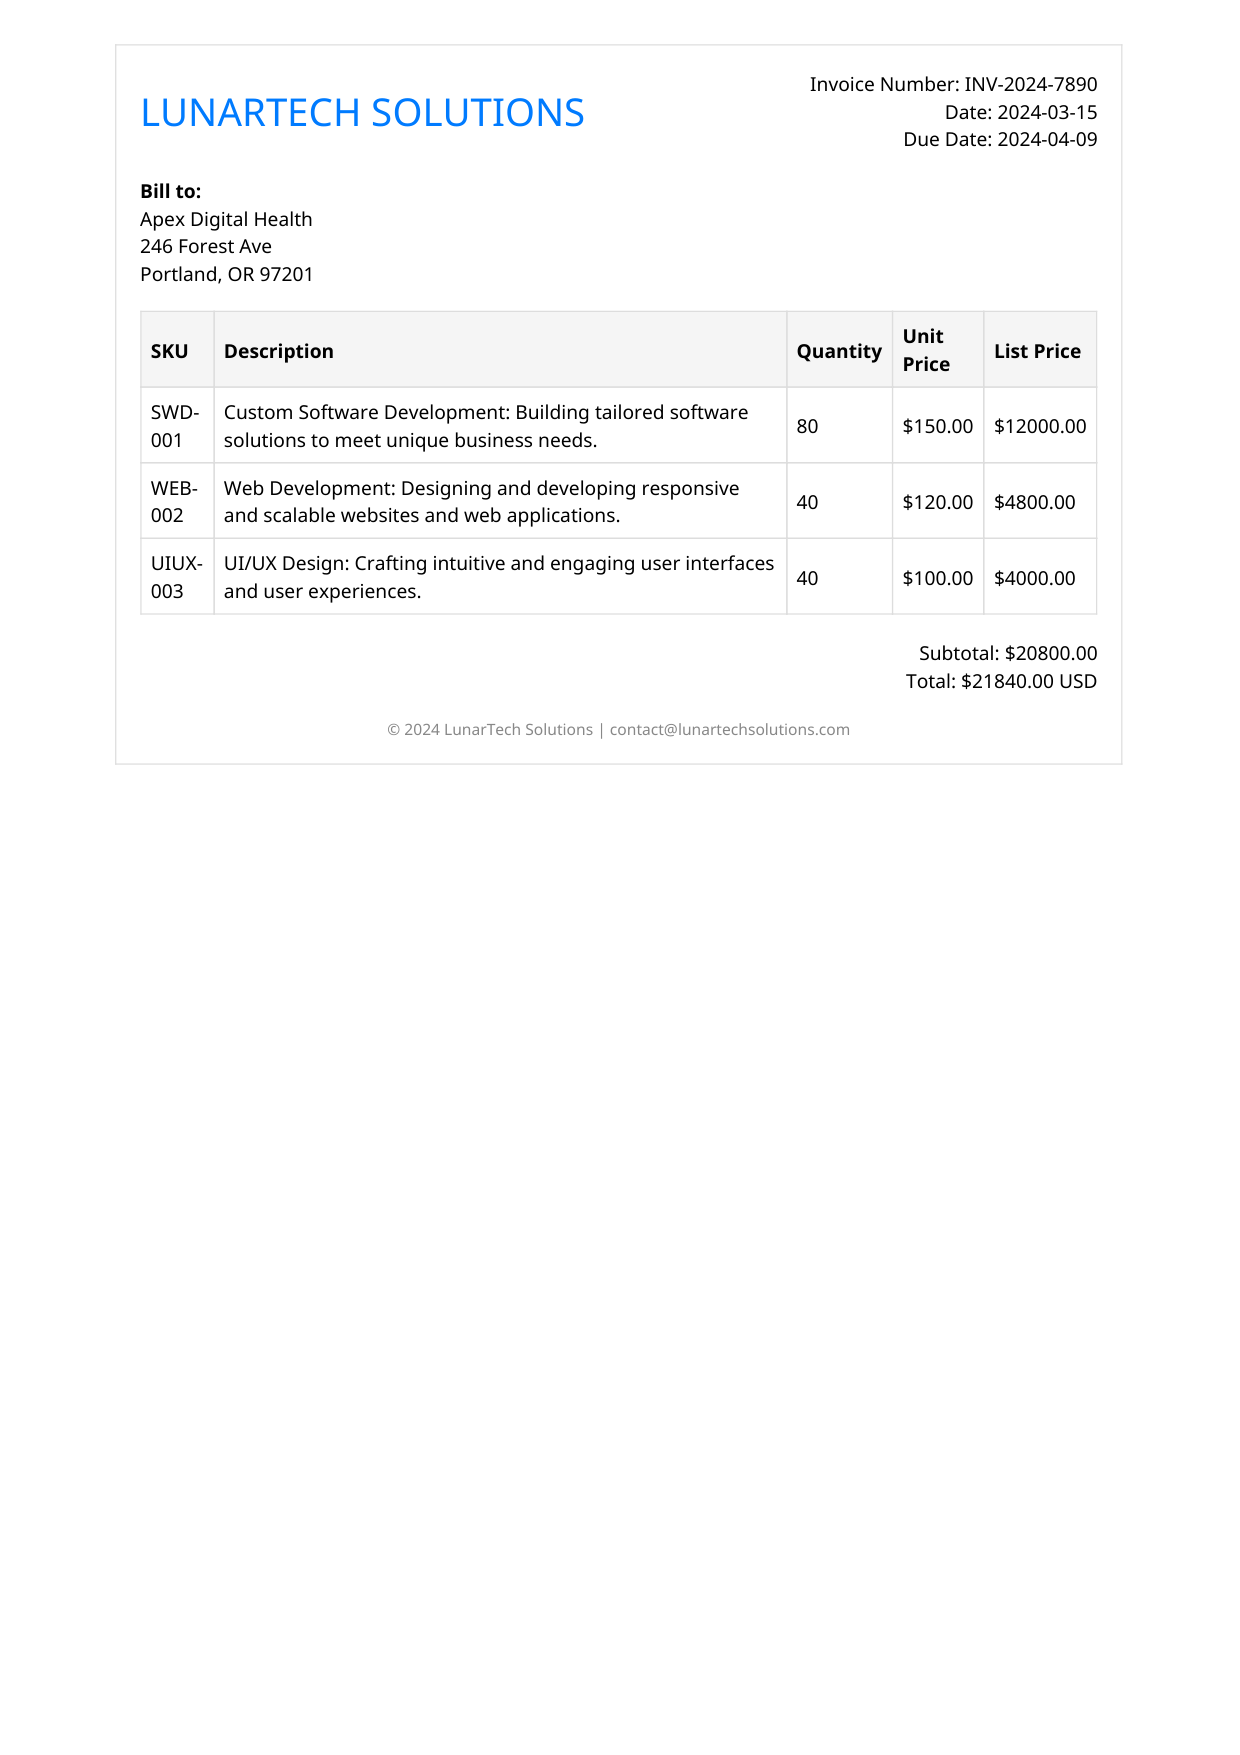 LUNARTECH SOLUTIONS
Invoice Number: INV-2024-7890
Date: 2024-03-15
Due Date: 2024-04-09
Bill to:
Apex Digital Health
246 Forest Ave
Portland, OR 97201
SKU Description Quantity Unit Price List Price
SWD-001 Custom Software Development: Building tailored software
solutions to meet unique business needs. 80 $150.00 $12000.00
WEB-002 Web Development: Designing and developing responsive
and scalable websites and web applications. 40 $120.00 $4800.00
UIUX-003 UI/UX Design: Crafting intuitive and engaging user interfaces
and user experiences. 40 $100.00 $4000.00
Subtotal: $20800.00
Total: $21840.00 USD
© 2024 LunarTech Solutions | contact@lunartechsolutions.com